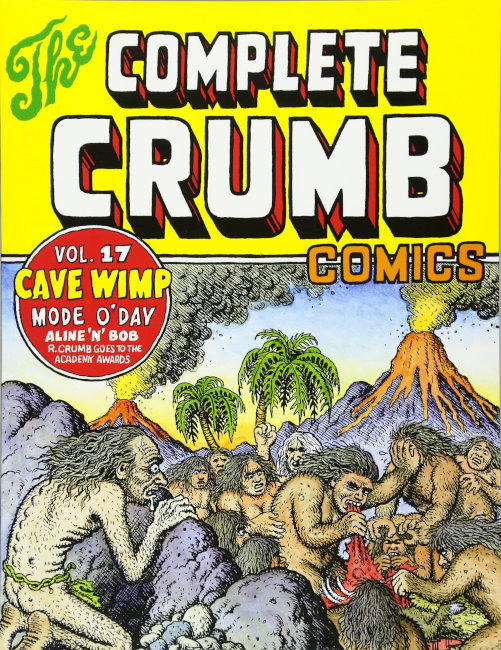 The
COMPLETE
CRUMB
COMICS
VOL. 17
CAVE WIMP
MODE O'DAY
ALINE 'N' BOB
R. CRUMB GOES TO THE
ACADEMY AWARDS